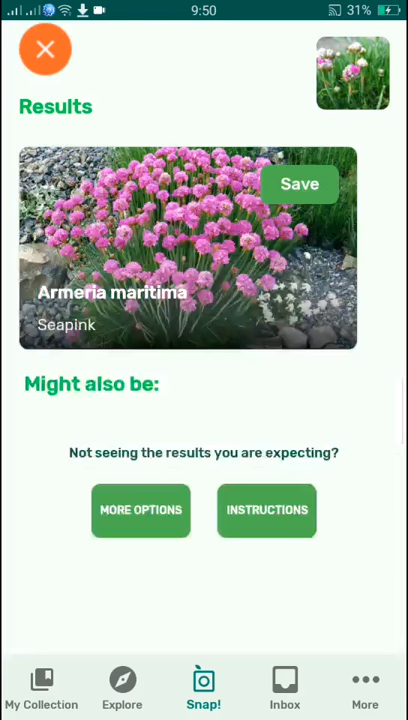 9:50
31%
Results
Save
Armeria maritima
Seapink
Might also be:
Not seeing the results you are expecting?
MORE OPTIONS
INSTRUCTIONS
My Collection
Explore
Snap!
Inbox
More